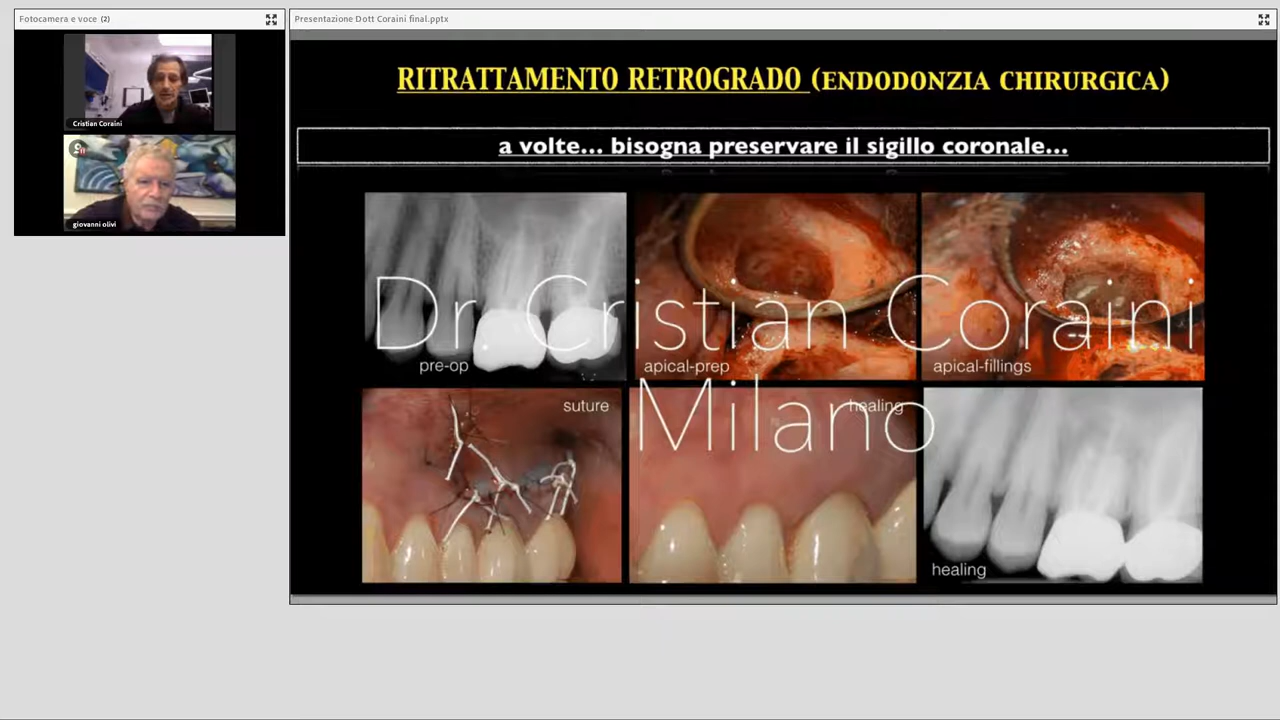 Fotocamera e voce (2)
Cristian Coraini
giovanni olivi
Presentazione Dott Coraini final.pptx
RITRATTAMENTO RETROGRADO (ENDODONZIA CHIRURGICA)
a volte... bisogna preservare il sigillo coronale...
Dr Cristian Coraini
Milano
pre-op
apical-prep
apical-fillings
suture
healing
healing